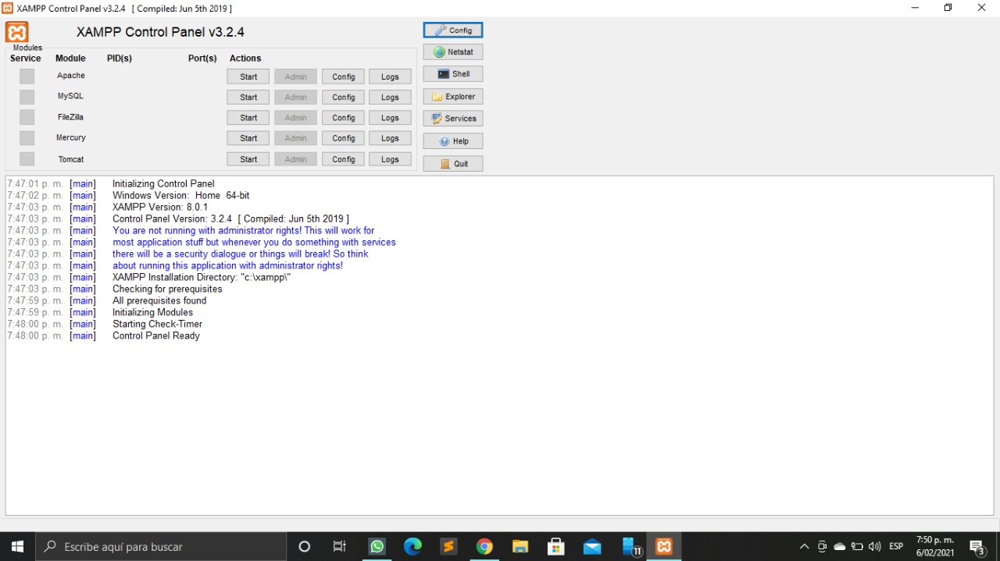 XAMPP Control Panel v3.2.4 [ Compiled: Jun 5th 2019 ]
XAMPP Control Panel v3.2.4
Config
Modules
Service Module PID(s) Port(s) Actions
Netstat
Apache Start Admin Config Logs
Shell
MySQL Start Admin Config Logs
Explorer
FileZilla Start Admin Config Logs
Services
Mercury Start Admin Config Logs
Help
Tomcat Start Admin Config Logs
Quit
7:47:01 p. m. [main] Initializing Control Panel
7:47:02 p. m. [main] Windows Version: Home 64-bit
7:47:03 p. m. [main] XAMPP Version: 8.0.1
7:47:03 p. m. [main] Control Panel Version: 3.2.4 [ Compiled: Jun 5th 2019 ]
7:47:03 p. m. [main] You are not running with administrator rights! This will work for
7:47:03 p. m. [main] most application stuff but whenever you do something with services
7:47:03 p. m. [main] there will be a security dialogue or things will break! So think
7:47:03 p. m. [main] about running this application with administrator rights!
7:47:03 p. m. [main] XAMPP Installation Directory: "c:\xampp\"
7:47:03 p. m. [main] Checking for prerequisites
7:47:59 p. m. [main] All prerequisites found
7:47:59 p. m. [main] Initializing Modules
7:48:00 p. m. [main] Starting Check-Timer
7:48:00 p. m. [main] Control Panel Ready
Escribe aquí para buscar
11
ESP
7:50 p. m.
6/02/2021
3